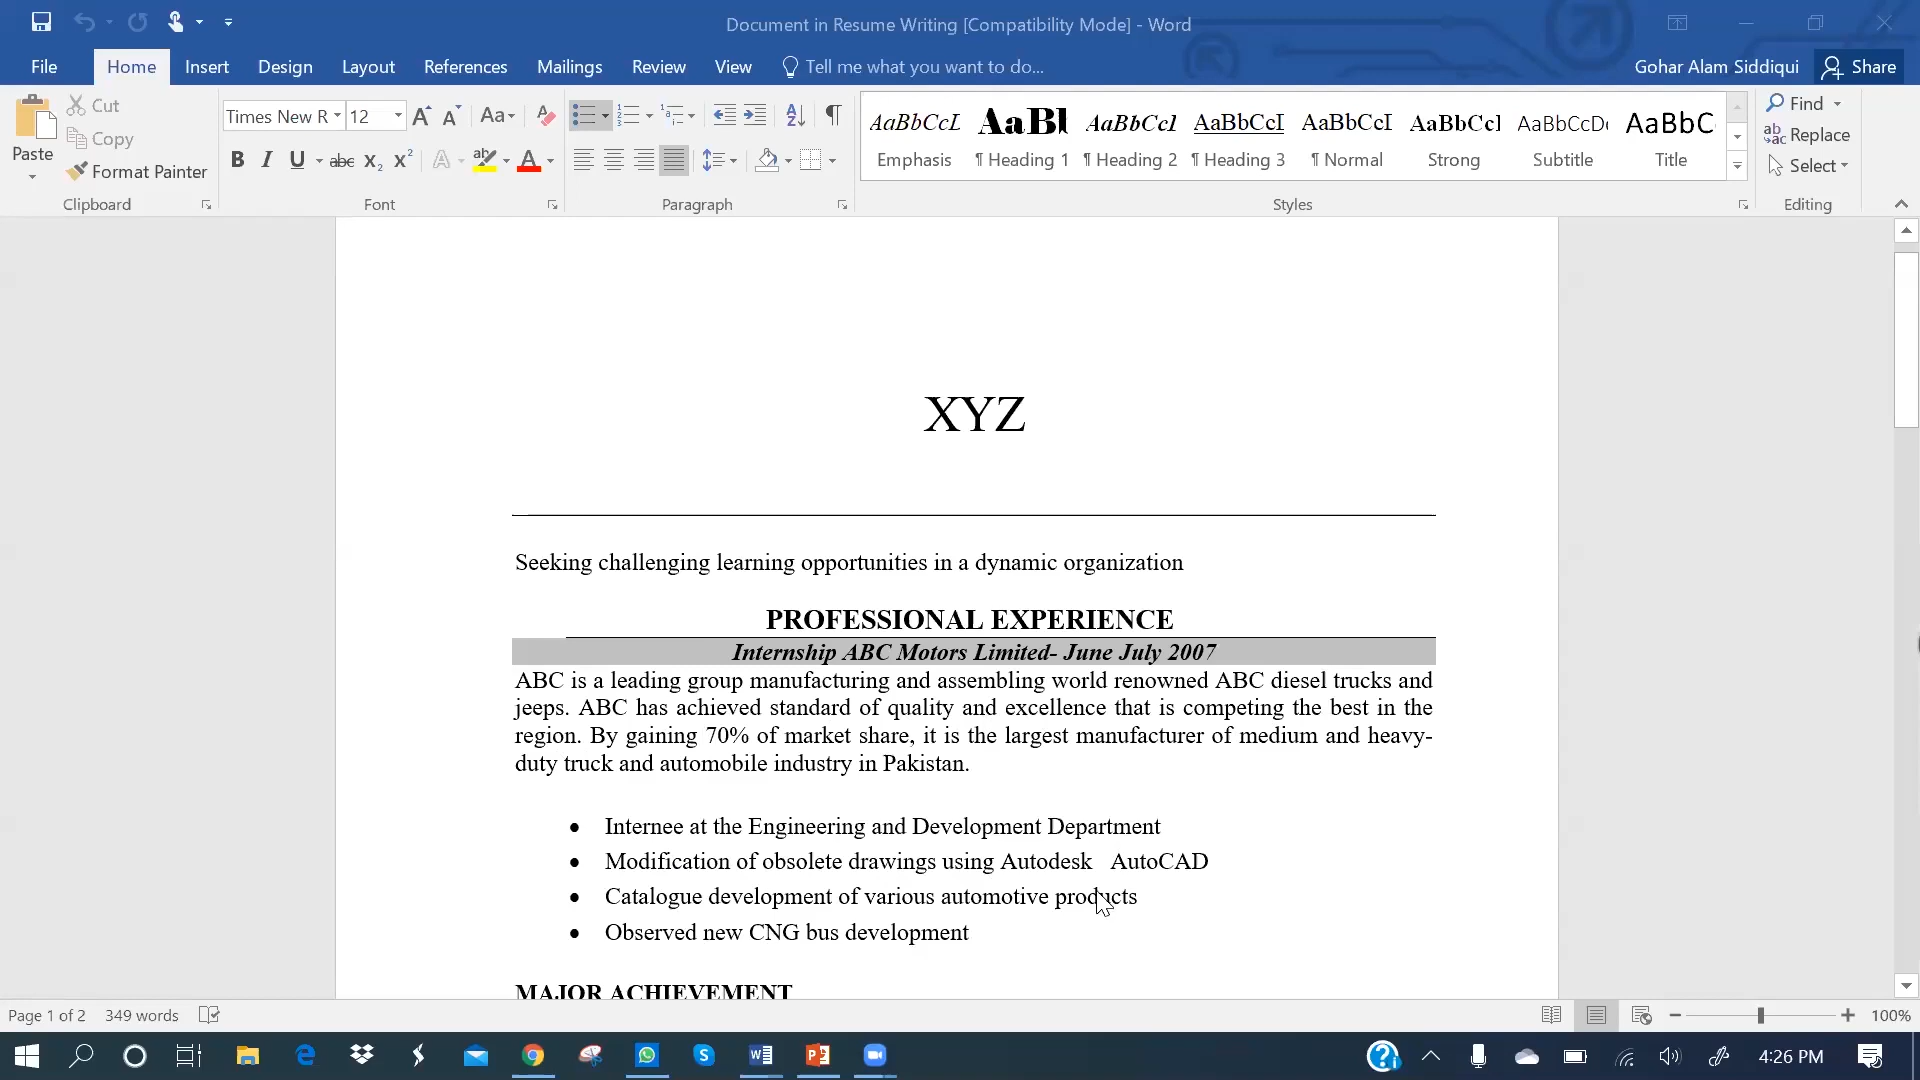 Document in Resume Writing [Compatibility Mode] - Word
File Home Insert Design Layout References Mailings Review View Tell me what you want to do... Gohar Alam Siddiqui Share
Paste
Cut
Copy
Format Painter
Clipboard
Times New R 12 Aa
B I U abc X₂ X² A ab A
Font
Paragraph
AaBbCcL AaBl AaBbCcI AaBbCcI AaBbCcI AaBbCcI AaBbCcDc AaBbC
Emphasis ¶ Heading 1 ¶ Heading 2 ¶ Heading 3 ¶ Normal Strong Subtitle Title
Styles
Find
Replace
Select
Editing
XYZ
Seeking challenging learning opportunities in a dynamic organization
PROFESSIONAL EXPERIENCE
Internship ABC Motors Limited- June July 2007
ABC is a leading group manufacturing and assembling world renowned ABC diesel trucks and
jeeps. ABC has achieved standard of quality and excellence that is competing the best in the
region. By gaining 70% of market share, it is the largest manufacturer of medium and heavy-
duty truck and automobile industry in Pakistan.
• Internee at the Engineering and Development Department
• Modification of obsolete drawings using Autodesk AutoCAD
• Catalogue development of various automotive products
• Observed new CNG bus development
MAJOR ACHIEVEMENT
Page 1 of 2 349 words 100%
4:26 PM